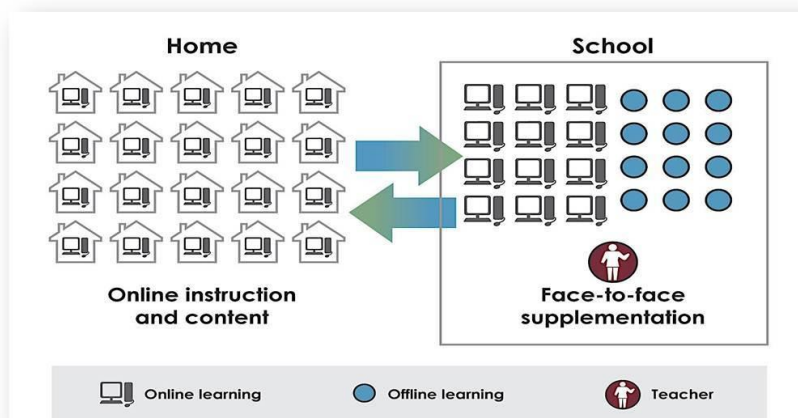 Home
School
Online instruction
and content
Face-to-face
supplementation
Online learning
Offline learning
Teacher